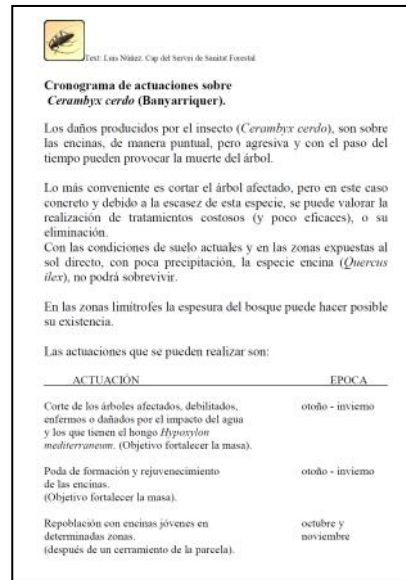 Text: Luis Núñez. Cap del Servei de Sanitat Forestal
Cronograma de actuaciones sobre
Cerambyx cerdo (Banyarriquer).
Los daños producidos por el insecto (Cerambyx cerdo), son sobre
las encinas, de manera puntual, pero agresiva y con el paso del
tiempo pueden provocar la muerte del árbol.
Lo más conveniente es cortar el árbol afectado, pero en este caso
concreto y debido a la escasez de esta especie, se puede valorar la
realización de tratamientos costosos (y poco eficaces), o su
eliminación.
Con las condiciones de suelo actuales y en las zonas expuestas al
sol directo, con poca precipitación, la especie encina (Quercus
ilex), no podrá sobrevivir.
En las zonas limítrofes la espesura del bosque puede hacer posible
su existencia.
Las actuaciones que se pueden realizar son:
ACTUACIÓN EPOCA
Corte de los árboles afectados, debilitados, otoño - invierno
enfermos o dañados por el impacto del agua
y los que tienen el hongo Hypoxylon
mediterraneum. (Objetivo fortalecer la masa).
Poda de formación y rejuvenecimiento otoño - invierno
de las encinas.
(Objetivo fortalecer la masa).
Repoblación con encinas jóvenes en octubre y
determinadas zonas. noviembre
(después de un cerramiento de la parcela).